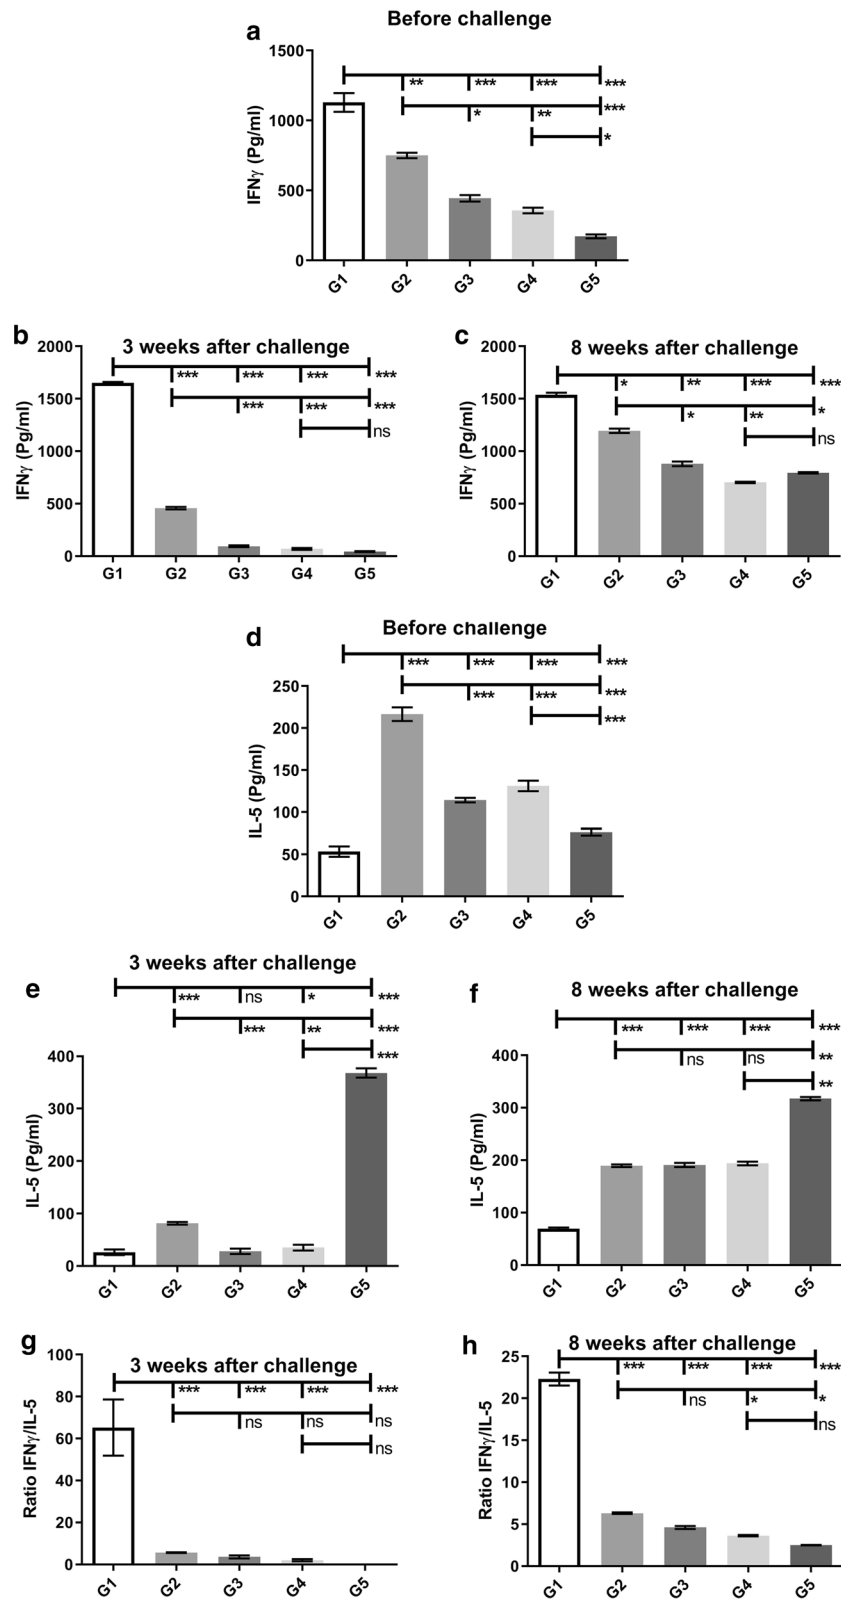 a
Before challenge
IFNγ (Pg/ml)
1500
1000
500
0
** *** *** ***
* ** ***
*
G1 G2 G3 G4 G5
b
3 weeks after challenge
IFNγ (Pg/ml)
2000
1500
1000
500
0
*** *** *** ***
*** *** ***
ns
G1 G2 G3 G4 G5
c
8 weeks after challenge
IFNγ (Pg/ml)
2000
1500
1000
500
0
* ** *** ***
* ** *
ns
G1 G2 G3 G4 G5
d
Before challenge
IL-5 (Pg/ml)
250
200
150
100
50
0
*** *** *** ***
*** *** ***
***
G1 G2 G3 G4 G5
e
3 weeks after challenge
IL-5 (Pg/ml)
400
300
200
100
0
*** ns * ***
*** ** ***
***
G1 G2 G3 G4 G5
f
8 weeks after challenge
IL-5 (Pg/ml)
400
300
200
100
0
*** *** *** ***
ns ns **
**
G1 G2 G3 G4 G5
g
3 weeks after challenge
Ratio IFNγ/IL-5
100
80
60
40
20
0
*** *** *** ***
ns ns ns
ns
G1 G2 G3 G4 G5
h
8 weeks after challenge
Ratio IFNγ/IL-5
25
20
15
10
5
0
*** *** *** ***
ns * *
ns
G1 G2 G3 G4 G5